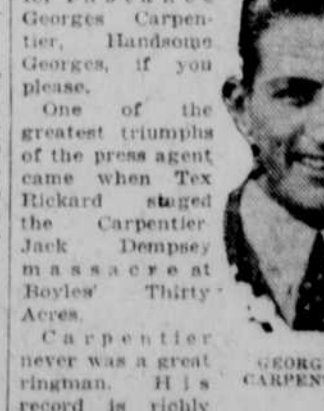 Georges Carpen-
tier, Handsome
Georges, if you
please.
One of the
greatest triumphs
of the press agent
came when Tex
Rickard staged
the Carpentier
Jack Dempsey
massacre at
Boyles' Thirty
Acres.
Carpentier
never was a great
ringman. His
record is richly
GEORG
CARPEN